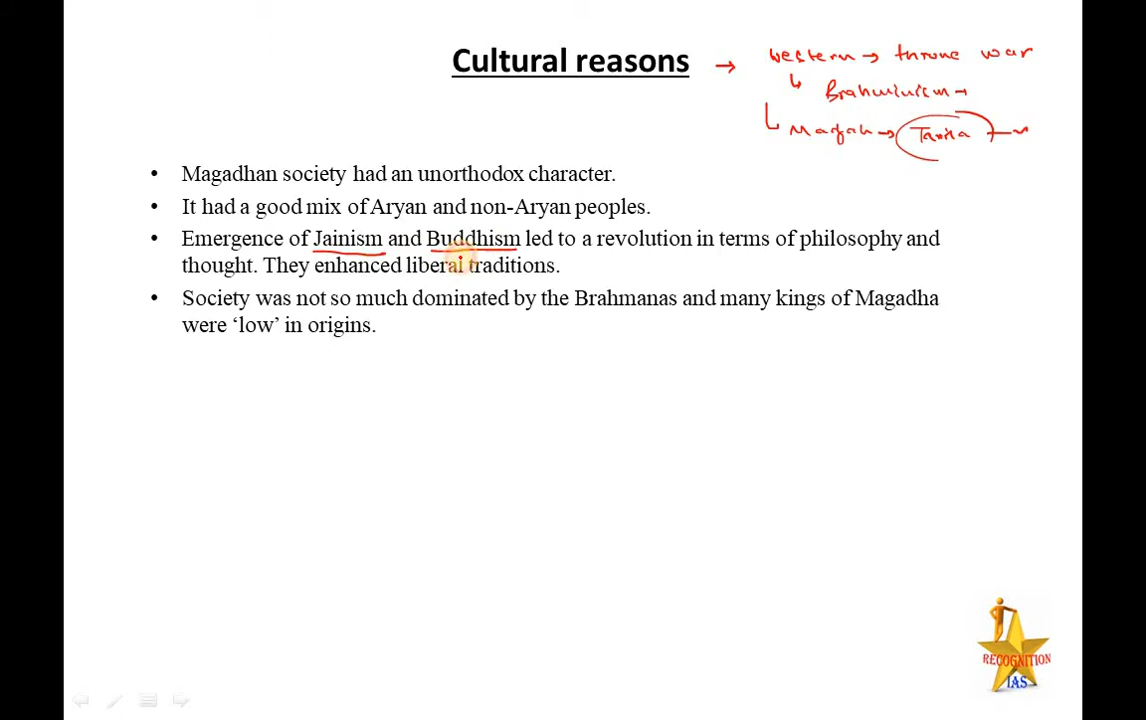 Cultural reasons → western → throne war
↳ Brahminism →
↳ →
• Magadhan society had an unorthodox character.
• It had a good mix of Aryan and non-Aryan peoples.
• Emergence of Jainism and Buddhism led to a revolution in terms of philosophy and
thought. They enhanced liberal traditions.
• Society was not so much dominated by the Brahmanas and many kings of Magadha
were ‘low’ in origins.
RECOGNITION
IAS